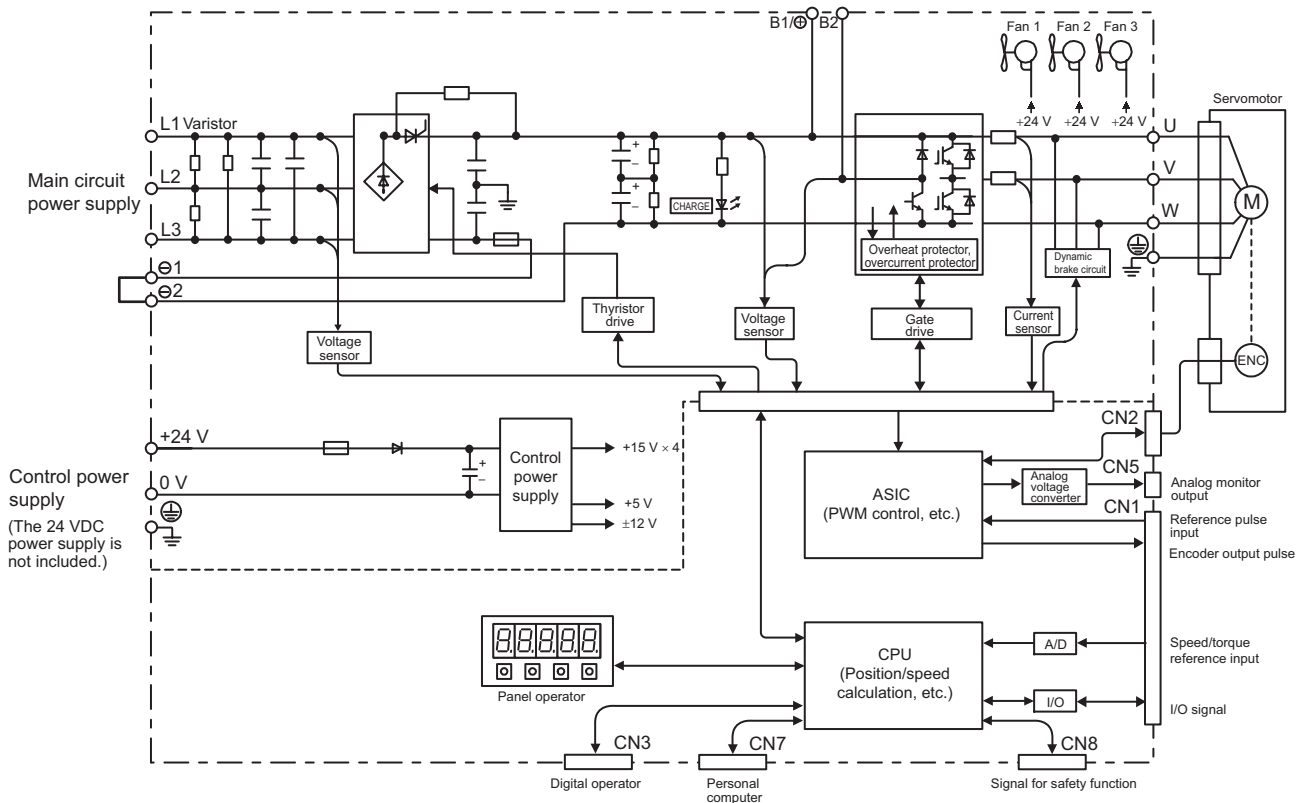 B1/⊕ B2
Fan 1 Fan 2 Fan 3
+24 V +24 V +24 V
Servomotor
L1 Varistor
U
Main circuit
power supply
L2
V
M
CHARGE
+
–
+
–
L3
W
Overheat protector,
overcurrent protector
Dynamic
brake circuit
⊖1
⊖2
Thyristor
drive
Voltage
sensor
Gate
drive
Current
sensor
Voltage
sensor
ENC
CN2
+24 V
+
–
Control
power
supply
+15 V × 4
+5 V
±12 V
Control power
supply
0 V
(The 24 VDC
power supply is
not included.)
ASIC
(PWM control, etc.)
Analog
voltage
converter
CN5
Analog monitor
output
CN1
Reference pulse
input
Encoder output pulse
8.8.8.8.8.
Panel operator
CPU
(Position/speed
calculation, etc.)
A/D
Speed/torque
reference input
I/O
I/O signal
CN3
CN7
CN8
Digital operator
Personal
computer
Signal for safety function